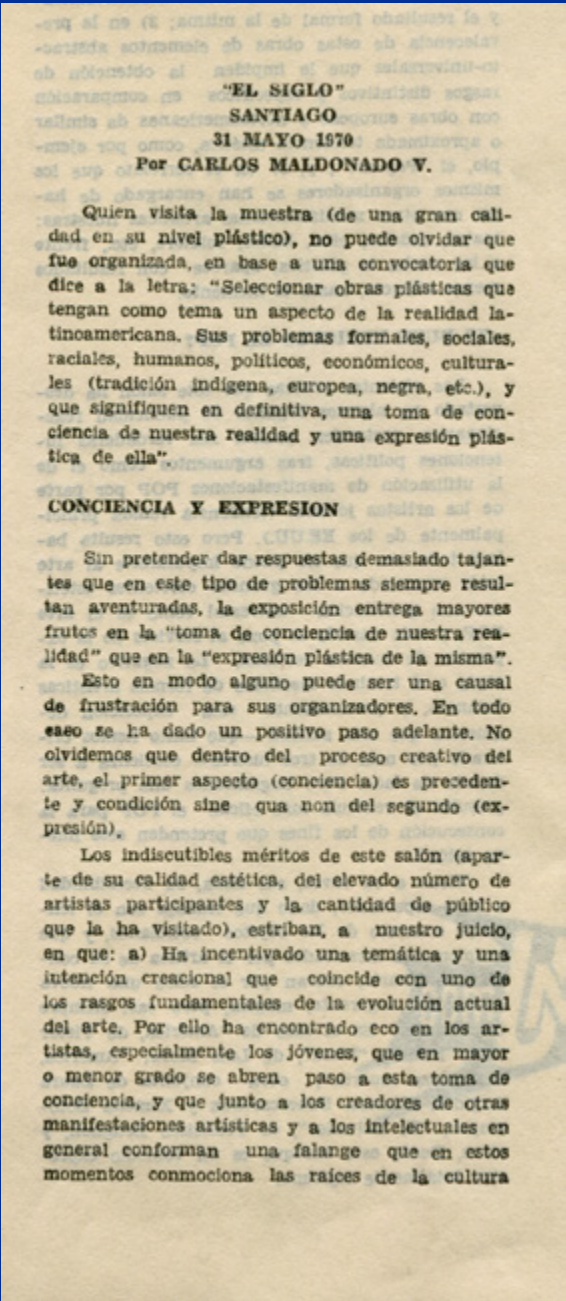 "EL SIGLO"
SANTIAGO
31 MAYO 1970
Por CARLOS MALDONADO V.
Quien visita la muestra (de una gran cali-
dad en su nivel plástico), no puede olvidar que
fue organizada, en base a una convocatoria que
dice a la letra: "Seleccionar obras plásticas que
tengan como tema un aspecto de la realidad la-
tinoamericana. Sus problemas formales, sociales,
raciales, humanos, políticos, económicos, cultura-
les (tradición indígena, europea, negra, etc.), y
que signifiquen en definitiva, una toma de con-
ciencia de nuestra realidad y una expresión plás-
tica de ella".
CONCIENCIA Y EXPRESION
Sin pretender dar respuestas demasiado tajan-
tes que en este tipo de problemas siempre resul-
tan aventuradas, la exposición entrega mayores
frutos en la "toma de conciencia de nuestra rea-
lidad" que en la "expresión plástica de la misma".
Esto en modo alguno puede ser una causal
de frustración para sus organizadores. En todo
caso se ha dado un positivo paso adelante. No
olvidemos que dentro del proceso creativo del
arte, el primer aspecto (conciencia) es preceden-
te y condición sine qua non del segundo (ex-
presión).
Los indiscutibles méritos de este salón (apar-
te de su calidad estética, del elevado número de
artistas participantes y la cantidad de público
que la ha visitado), estriban, a nuestro juicio,
en que: a) Ha incentivado una temática y una
intención creacional que coincide con uno de
los rasgos fundamentales de la evolución actual
del arte. Por ello ha encontrado eco en los ar-
tistas, especialmente los jóvenes, que en mayor
o menor grado se abren paso a esta toma de
conciencia, y que junto a los creadores de otras
manifestaciones artísticas y a los intelectuales en
general conforman una falange que en estos
momentos conmociona las raíces de la cultura